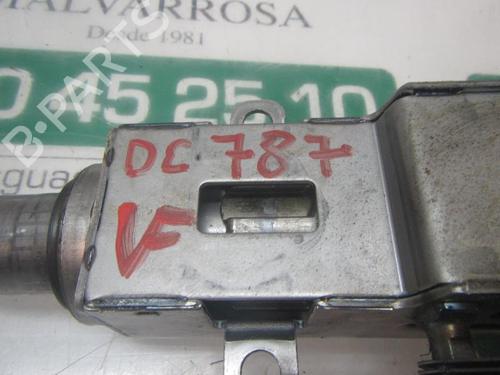 MALVARROSA
Desde 1981
0 45 25 10
B-PARTS
DC 787
VF